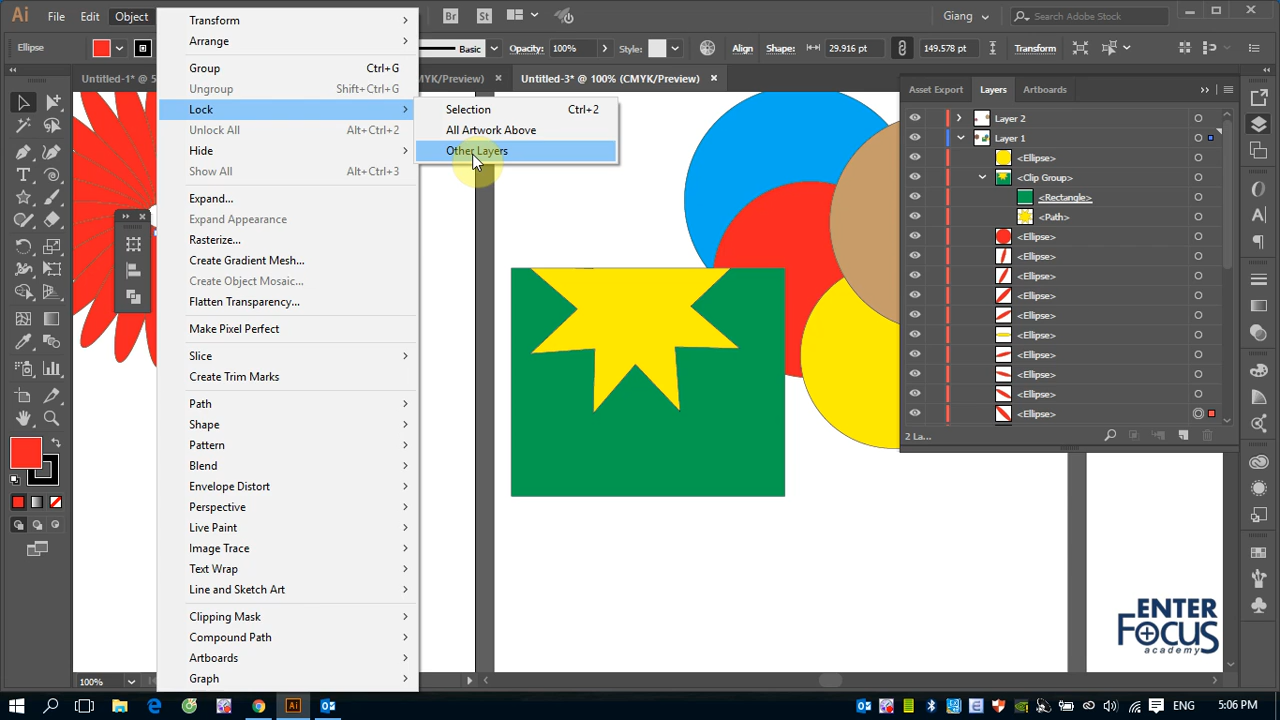 Ai File Edit Object Br St Giang Search Adobe Stock
Ellipse Basic Opacity: 100% Style: Align Shape: 29.916 pt 149.578 pt Transform
Untitled-1* @ 5 MYK/Preview) × Untitled-3* @ 100% (CMYK/Preview) ×
Transform
Arrange
Group Ctrl+G
Ungroup Shift+Ctrl+G
Lock
Unlock All Alt+Ctrl+2
Hide
Show All Alt+Ctrl+3
Expand...
Expand Appearance
Rasterize...
Create Gradient Mesh...
Create Object Mosaic...
Flatten Transparency...
Make Pixel Perfect
Slice
Create Trim Marks
Path
Shape
Pattern
Blend
Envelope Distort
Perspective
Live Paint
Image Trace
Text Wrap
Line and Sketch Art
Clipping Mask
Compound Path
Artboards
Graph
Selection Ctrl+2
All Artwork Above
Other Layers
Asset Export Layers Artboards
Layer 2
Layer 1
<Ellipse>
<Clip Group>
<Rectangle>
<Path>
<Ellipse>
<Ellipse>
<Ellipse>
<Ellipse>
<Ellipse>
<Ellipse>
<Ellipse>
<Ellipse>
<Ellipse>
<Ellipse>
2 La...
ENTER
FOCUS
academy
100%
Ai 5:06 PM